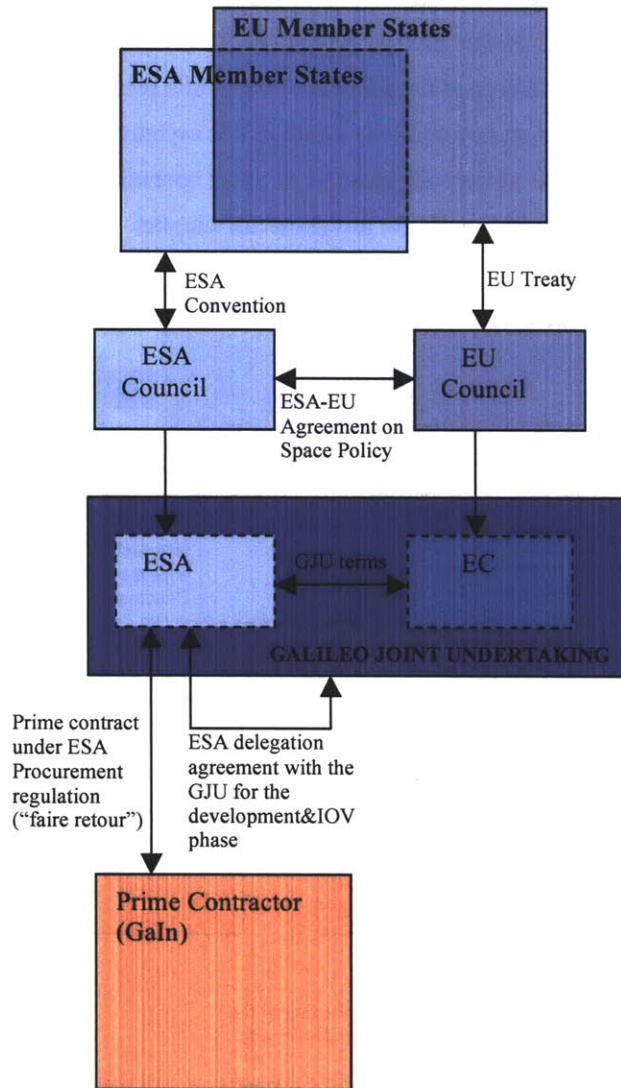 EU Member States
ESA Member States
ESA
Convention
EU Treaty
ESA
Council
EU
Council
ESA-EU
Agreement on
Space Policy
ESA
GJU terms
EC
GALILEO JOINT UNDERTAKING
Prime contract
under ESA
Procurement
regulation
(“faire retour”)
ESA delegation
agreement with the
GJU for the
development&IOV
phase
Prime Contractor
(GaIn)